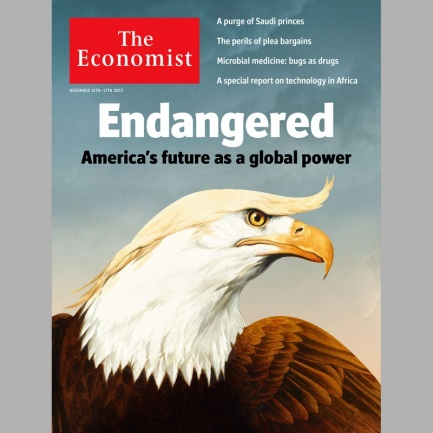 The
Economist
NOVEMBER 11TH–17TH 2017
A purge of Saudi princes
The perils of plea bargains
Microbial medicine: bugs as drugs
A special report on technology in Africa
Endangered
America's future as a global power